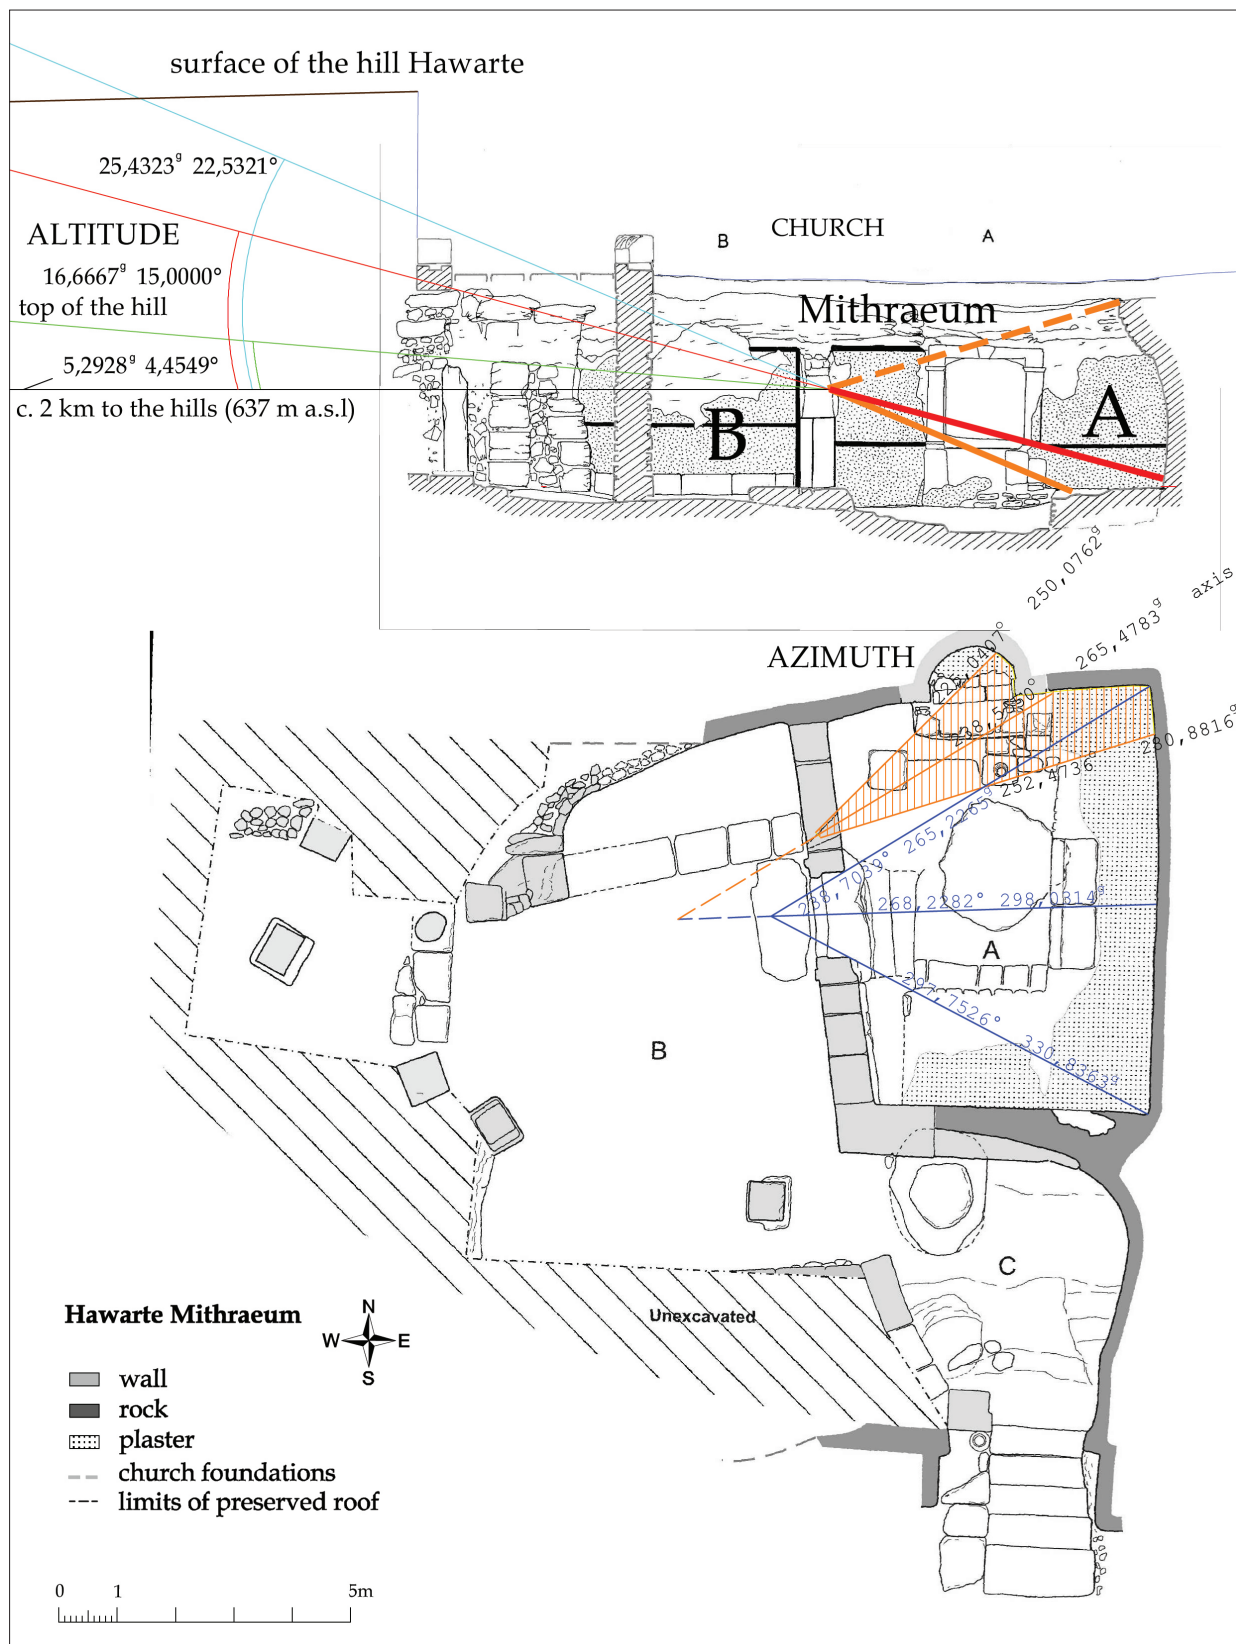 surface of the hill Hawarte
25,4323g 22,5321°
ALTITUDE
16,6667g 15,0000°
top of the hill
5,2928g 4,4549°
c. 2 km to the hills (637 m a.s.l)
B
CHURCH
A
Mithraeum
B
A
250,0762g
265,4783g axis
AZIMUTH
280,8816g
252,4736°
238,7039° 265,2265g
268,2282° 298,0314g
A
297,7526°
330,8363g
B
C
Unexcavated
Hawarte Mithraeum
N
W E
S
wall
rock
plaster
church foundations
limits of preserved roof
0 1 5m